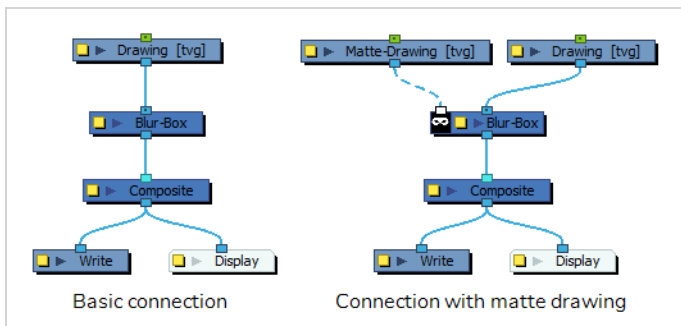 Drawing [tvg]
Blur-Box
Composite
Write
Display
Basic connection
Matte-Drawing [tvg]
Drawing [tvg]
Blur-Box
Composite
Write
Display
Connection with matte drawing